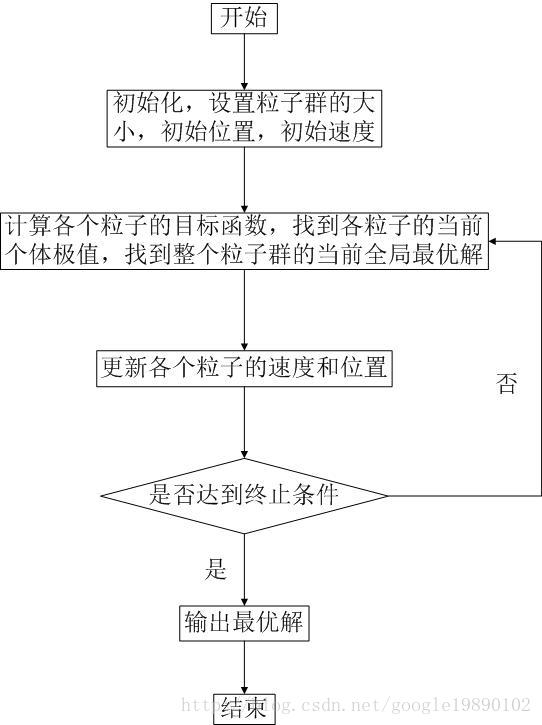 开始
初始化，设置粒子群的大
小，初始位置，初始速度
计算各个粒子的目标函数，找到各粒子的当前
个体极值，找到整个粒子群的当前全局最优解
更新各个粒子的速度和位置
否
是否达到终止条件
是
输出最优解
结束
http://blog.csdn.net/google19890102